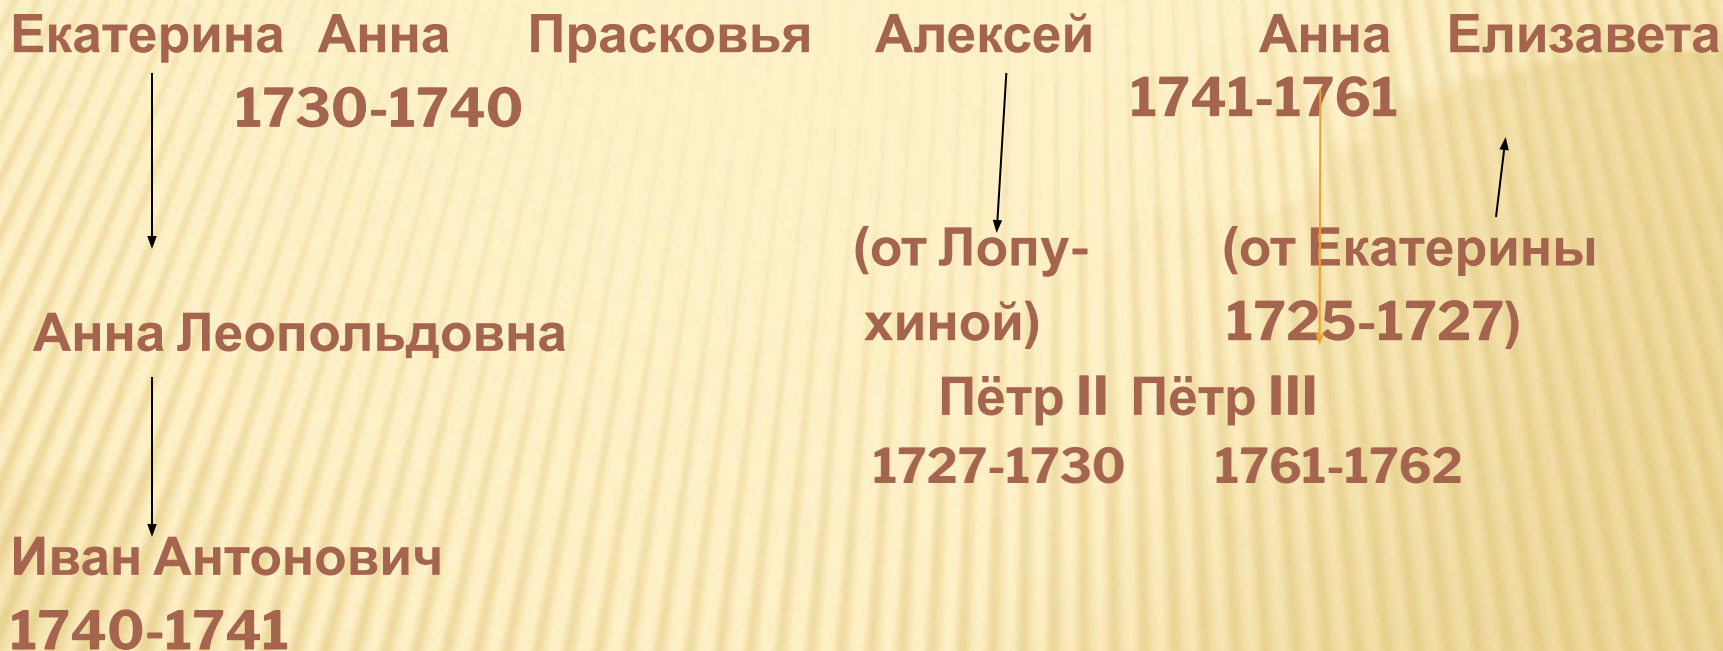 Екатерина Анна Прасковья Алексей Анна Елизавета
1730-1740 1741-1761
(от Лопу- (от Екатерины
хиной) 1725-1727)
Анна Леопольдовна
Пётр II Пётр III
1727-1730 1761-1762
Иван Антонович
1740-1741